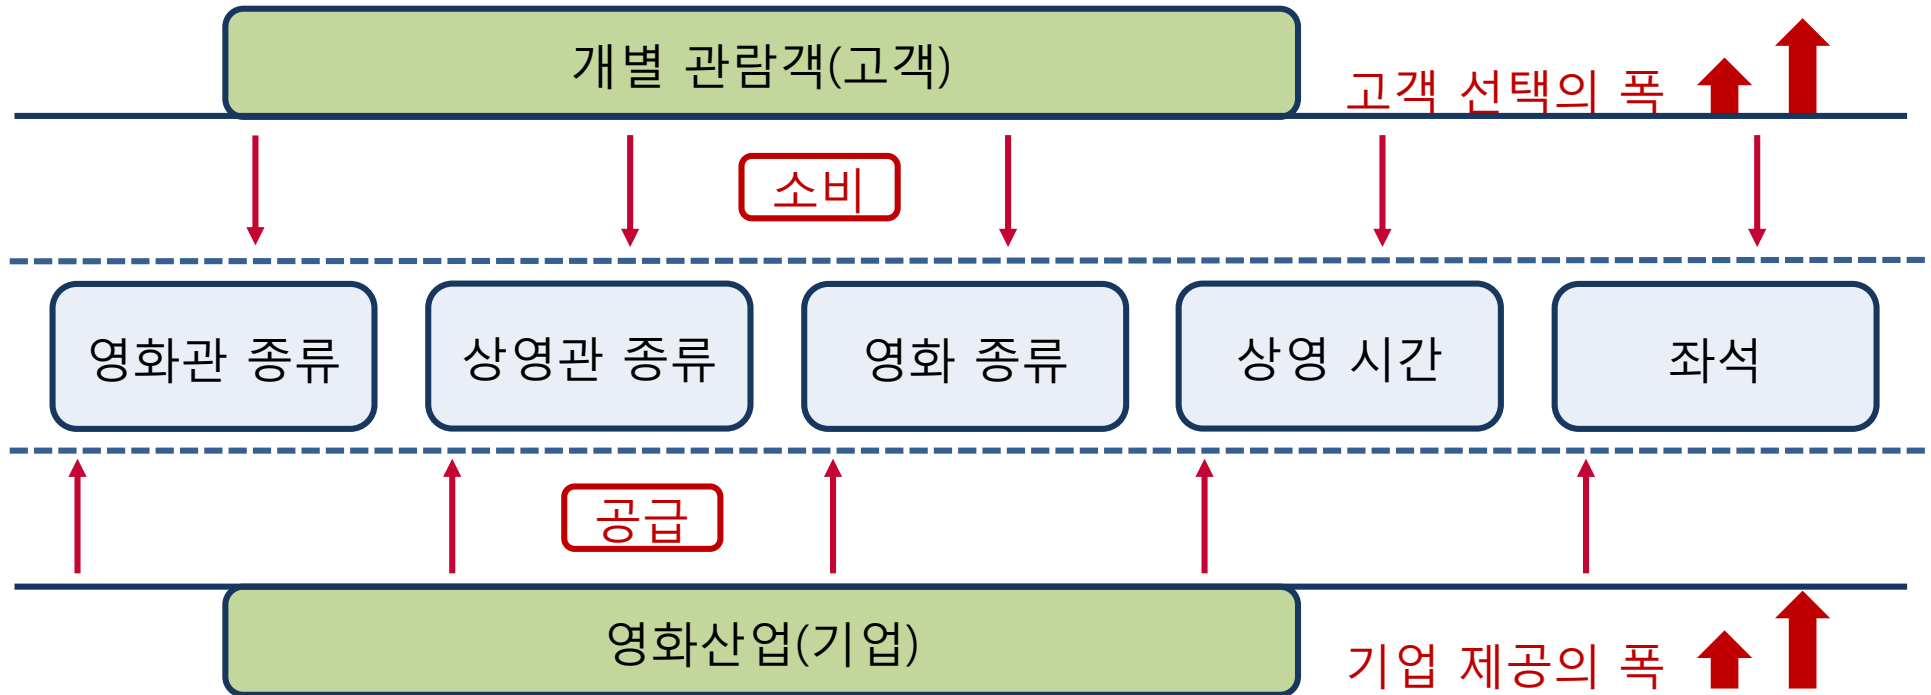 개별 관람객(고객)
고객 선택의 폭
소비
영화관 종류
상영관 종류
영화 종류
상영 시간
좌석
공급
영화산업(기업)
기업 제공의 폭